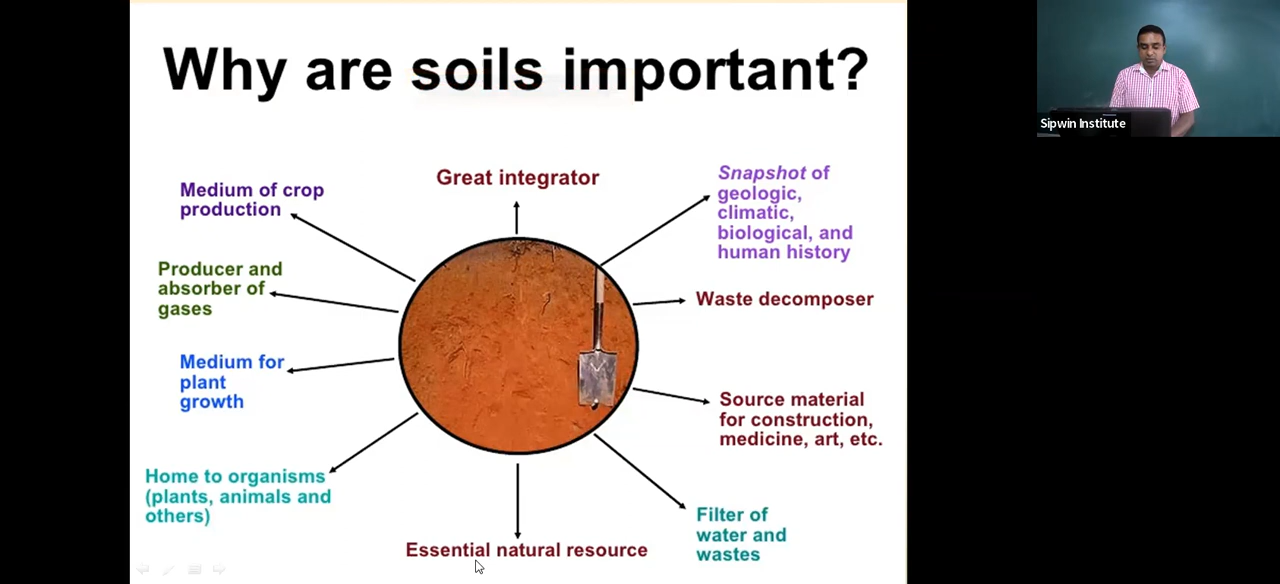 Why are soils important?
Sipwin Institute
Great integrator
Snapshot of
geologic,
climatic,
biological, and
human history
Medium of crop
production
Producer and
absorber of
gases
Waste decomposer
Medium for
plant
growth
Source material
for construction,
medicine, art, etc.
Home to organisms
(plants, animals and
others)
Filter of
water and
wastes
Essential natural resource